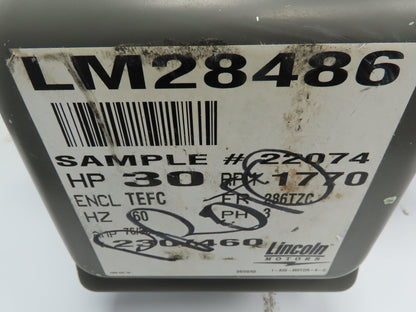 LM28486
SAMPLE # 22074
HP 30 RPM 1770
ENCL TEFC FR 286TZC
HZ 60 PH 3
AMP
230/460
Lincoln
MOTORS